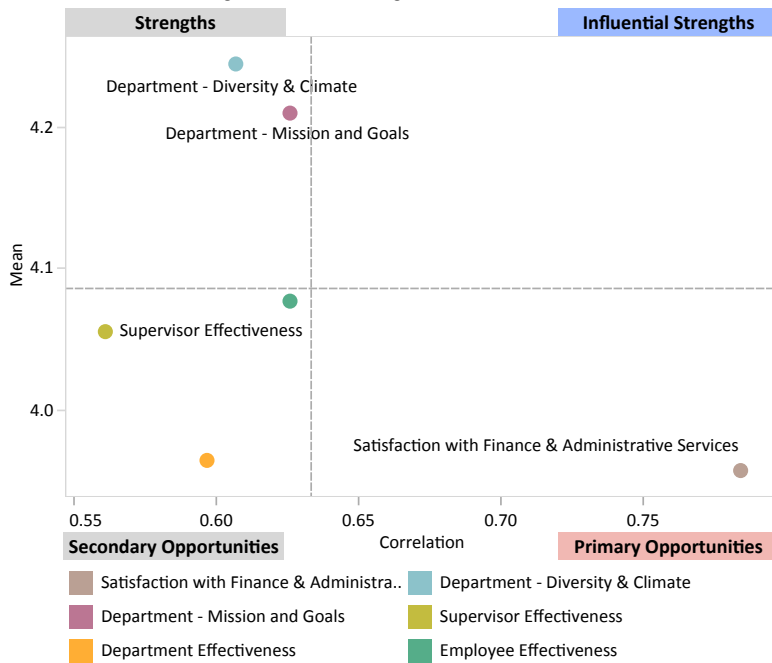 Strengths
Influential Strengths
Department - Diversity & Climate
4.2
Department - Mission and Goals
Mean
4.1
Supervisor Effectiveness
4.0
Satisfaction with Finance & Administrative Services
0.55
0.60
0.65
0.70
0.75
Secondary Opportunities
Correlation
Primary Opportunities
Satisfaction with Finance & Administra..
Department - Diversity & Climate
Department - Mission and Goals
Supervisor Effectiveness
Department Effectiveness
Employee Effectiveness